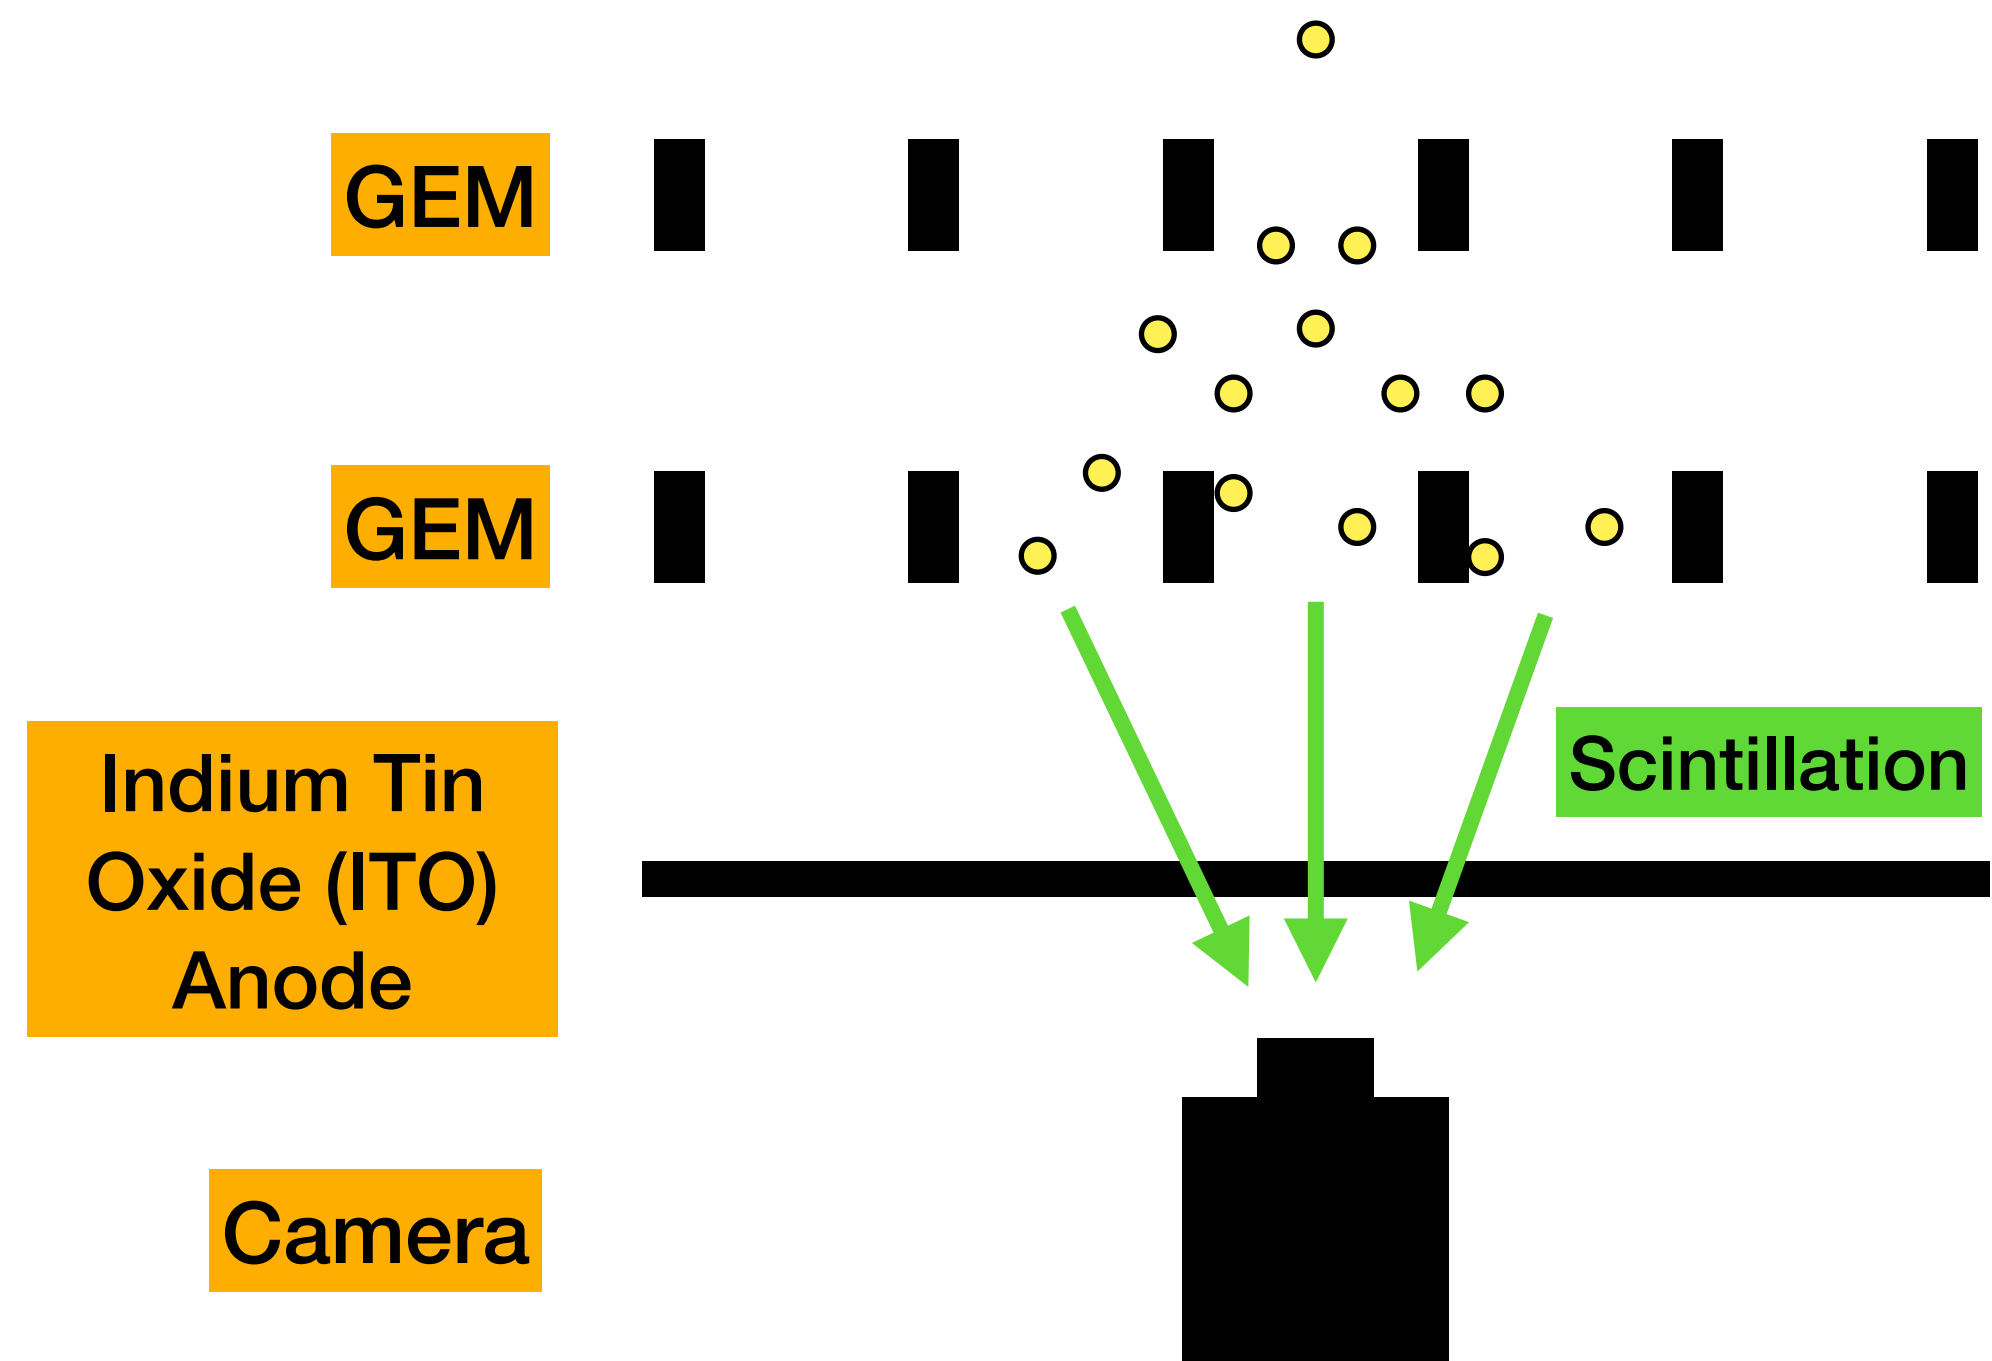 GEM
GEM
Indium Tin
Oxide (ITO)
Anode
Scintillation
Camera